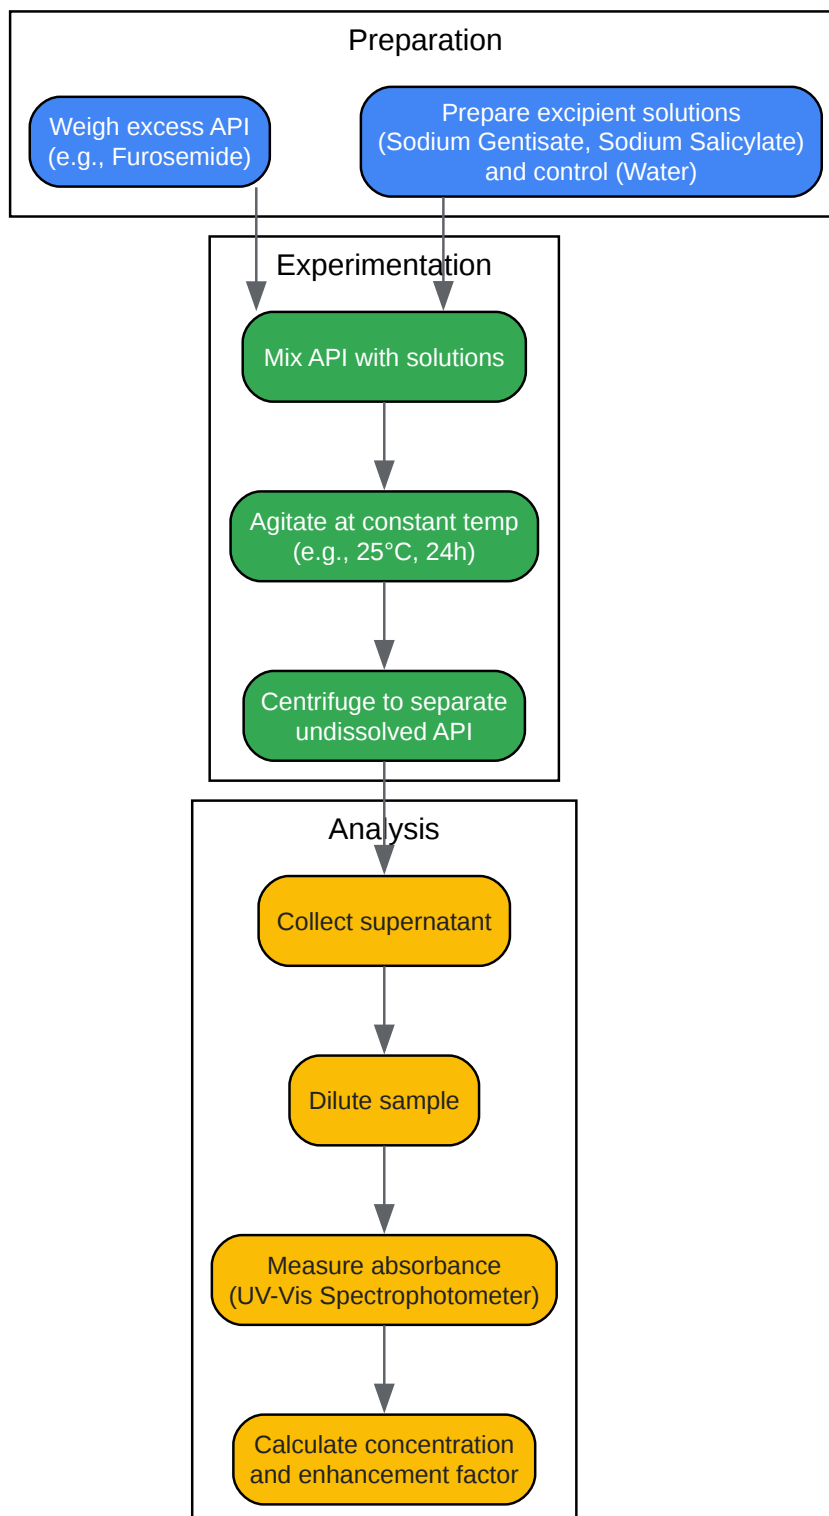 Preparation
Weigh excess API
(e.g., Furosemide)
Prepare excipient solutions
(Sodium Gentisate, Sodium Salicylate)
and control (Water)
Experimentation
Mix API with solutions
Agitate at constant temp
(e.g., 25°C, 24h)
Centrifuge to separate
undissolved API
Analysis
Collect supernatant
Dilute sample
Measure absorbance
(UV-Vis Spectrophotometer)
Calculate concentration
and enhancement factor